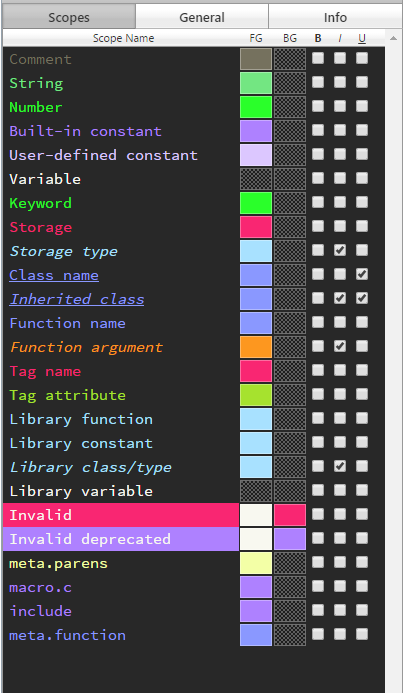 Scopes General Info
Scope Name FG BG B I U
Comment
String
Number
Built-in constant
User-defined constant
Variable
Keyword
Storage
Storage type
Class name
Inherited class
Function name
Function argument
Tag name
Tag attribute
Library function
Library constant
Library class/type
Library variable
Invalid
Invalid deprecated
meta.parens
macro.c
include
meta.function